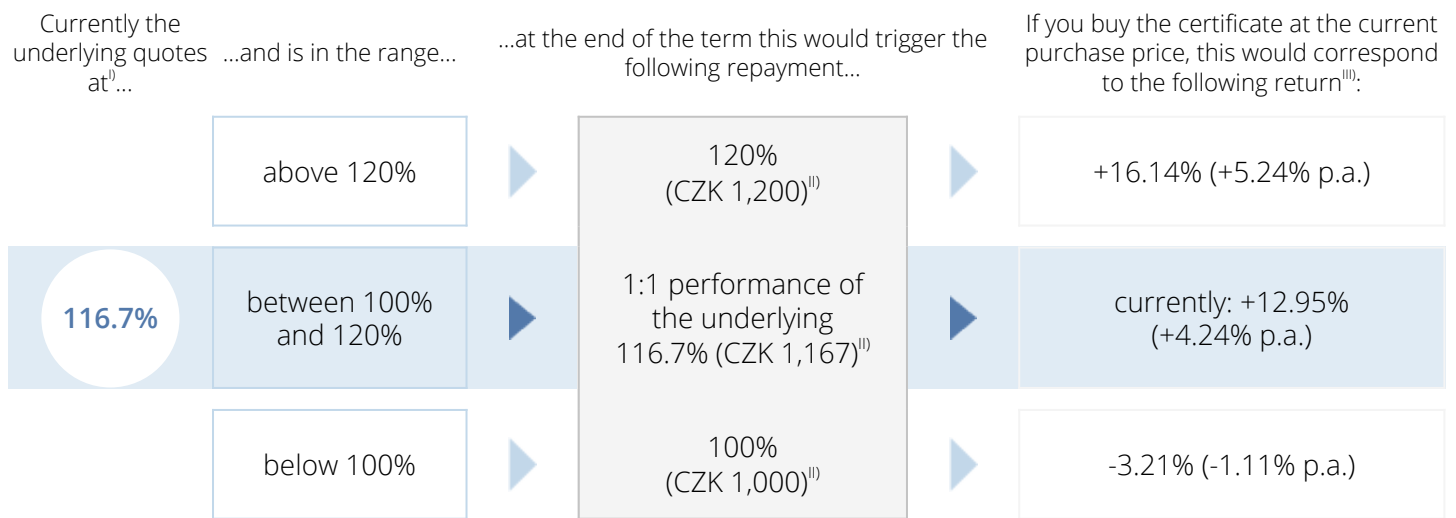 Currently the
underlying quotes
at^I)...
...and is in the range...
...at the end of the term this would trigger the
following repayment...
If you buy the certificate at the current
purchase price, this would correspond
to the following return^III):
above 120%
120%
(CZK 1,200)^II)
+16.14% (+5.24% p.a.)
116.7%
between 100%
and 120%
1:1 performance of
the underlying
116.7% (CZK 1,167)^II)
currently: +12.95%
(+4.24% p.a.)
below 100%
100%
(CZK 1,000)^II)
-3.21% (-1.11% p.a.)